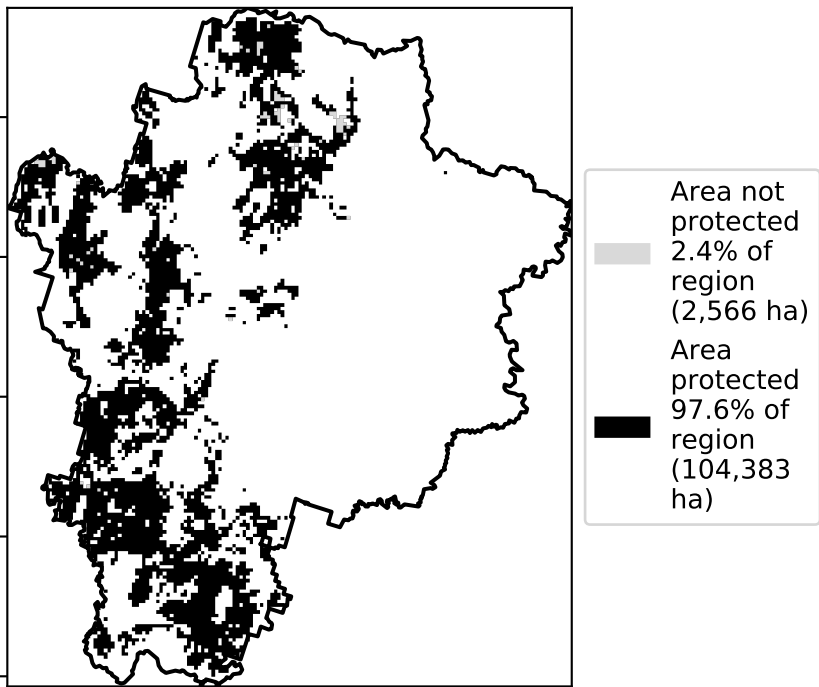 Area not
protected
2.4% of
region
(2,566 ha)
Area
protected
97.6% of
region
(104,383
ha)